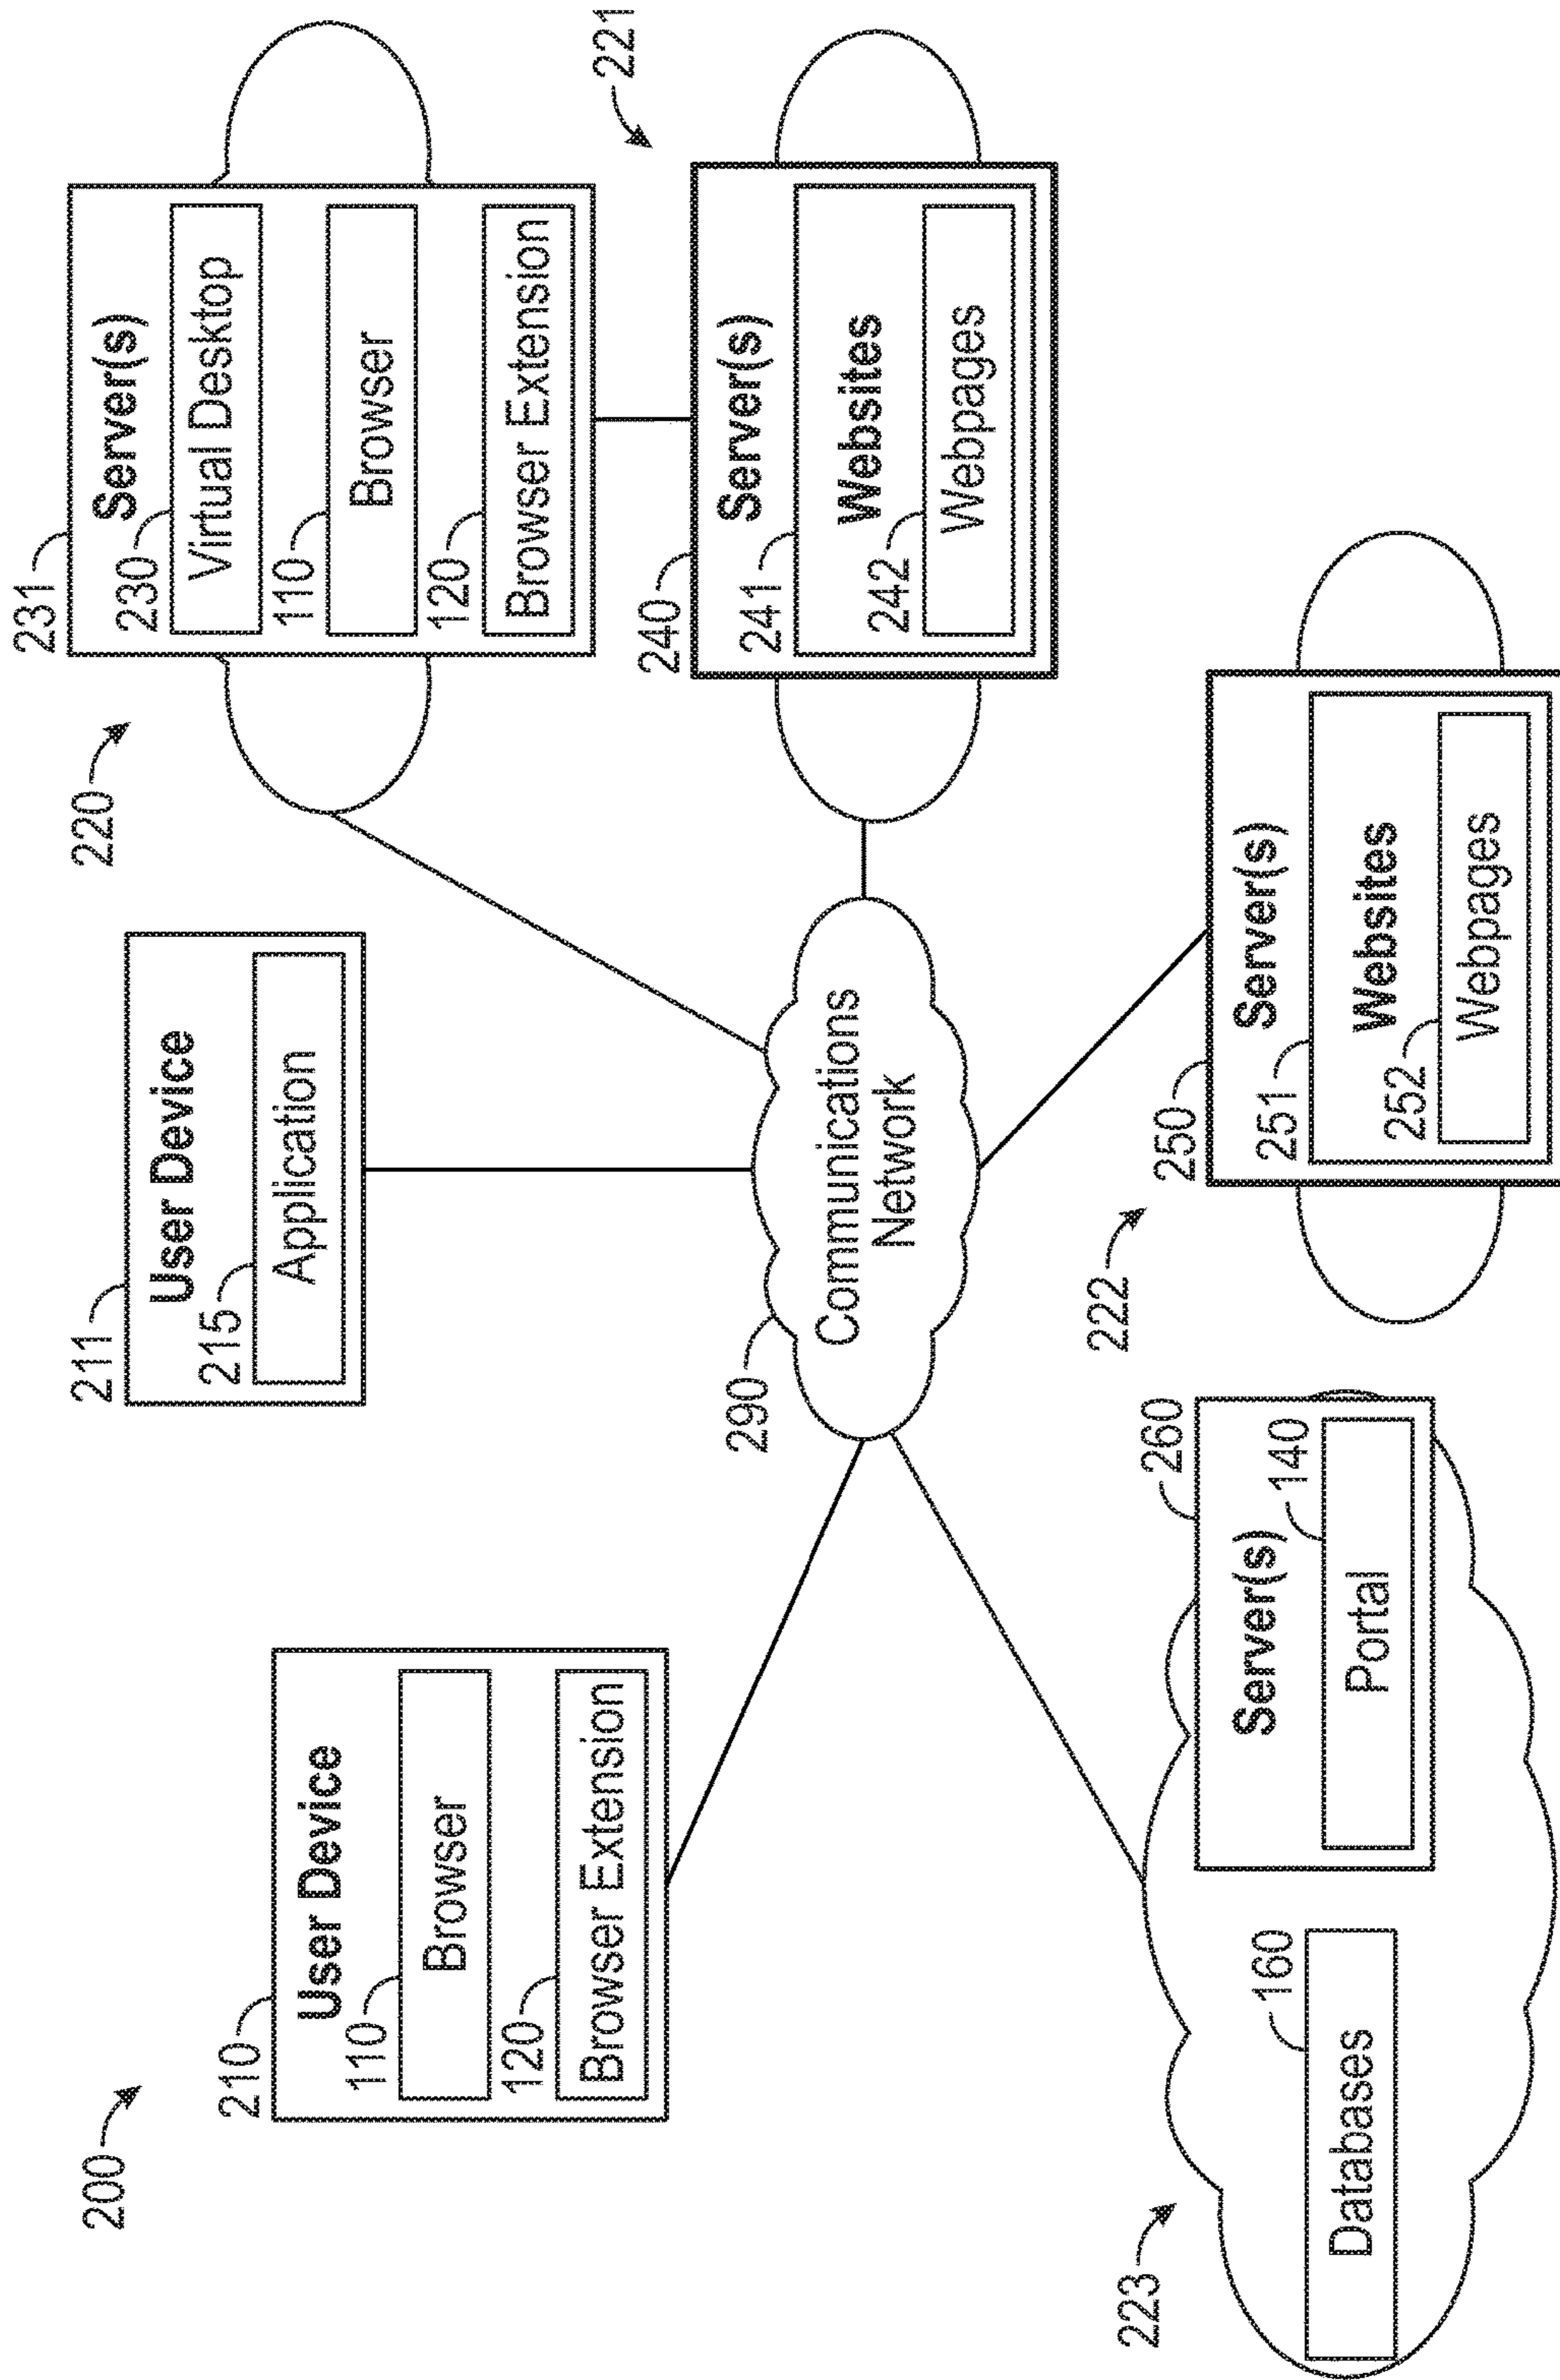 200
210
User Device
110
Browser
120
Browser Extension
211
User Device
215
Application
220
231
Server(s)
230
Virtual Desktop
110
Browser
120
Browser Extension
221
240
Server(s)
241
Websites
242
Webpages
290
Communications
Network
223
160
Databases
260
Server(s)
140
Portal
222
250
Server(s)
251
Websites
252
Webpages